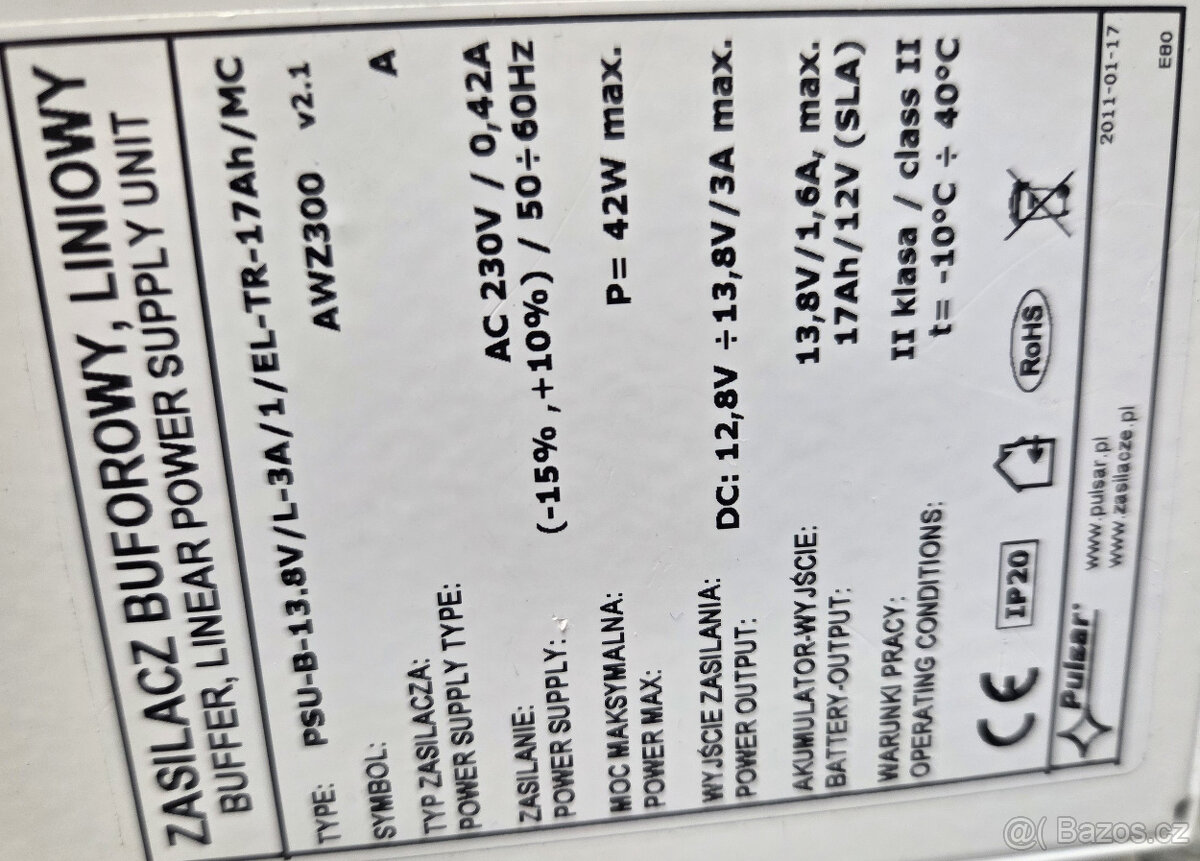 ZASILACZ BUFOROWY, LINIOWY
BUFFER, LINEAR POWER SUPPLY UNIT
TYPE: PSU-B-13.8V/L-3A/1/EL-TR-17Ah/MC
SYMBOL: AWZ300 v2.1
TYP ZASILACZA: A
POWER SUPPLY TYPE:
ZASILANIE: AC 230V / 0,42A
POWER SUPPLY: (-15%,+10%) / 50÷60Hz
MOC MAKSYMALNA: P= 42W max.
POWER MAX:
WYJŚCIE ZASILANIA: DC: 12,8V ÷13,8V/3A max.
POWER OUTPUT:
AKUMULATOR-WYJŚCIE: 13,8V/1,6A, max.
BATTERY-OUTPUT: 17Ah/12V (SLA)
WARUNKI PRACY: II klasa / class II
OPERATING CONDITIONS: t= -10°C ÷ 40°C
CE IP20 RoHS
Pulsar®
www.pulsar.pl
www.zasilacze.pl
2011-01-17
E80
@( Bazos.cz